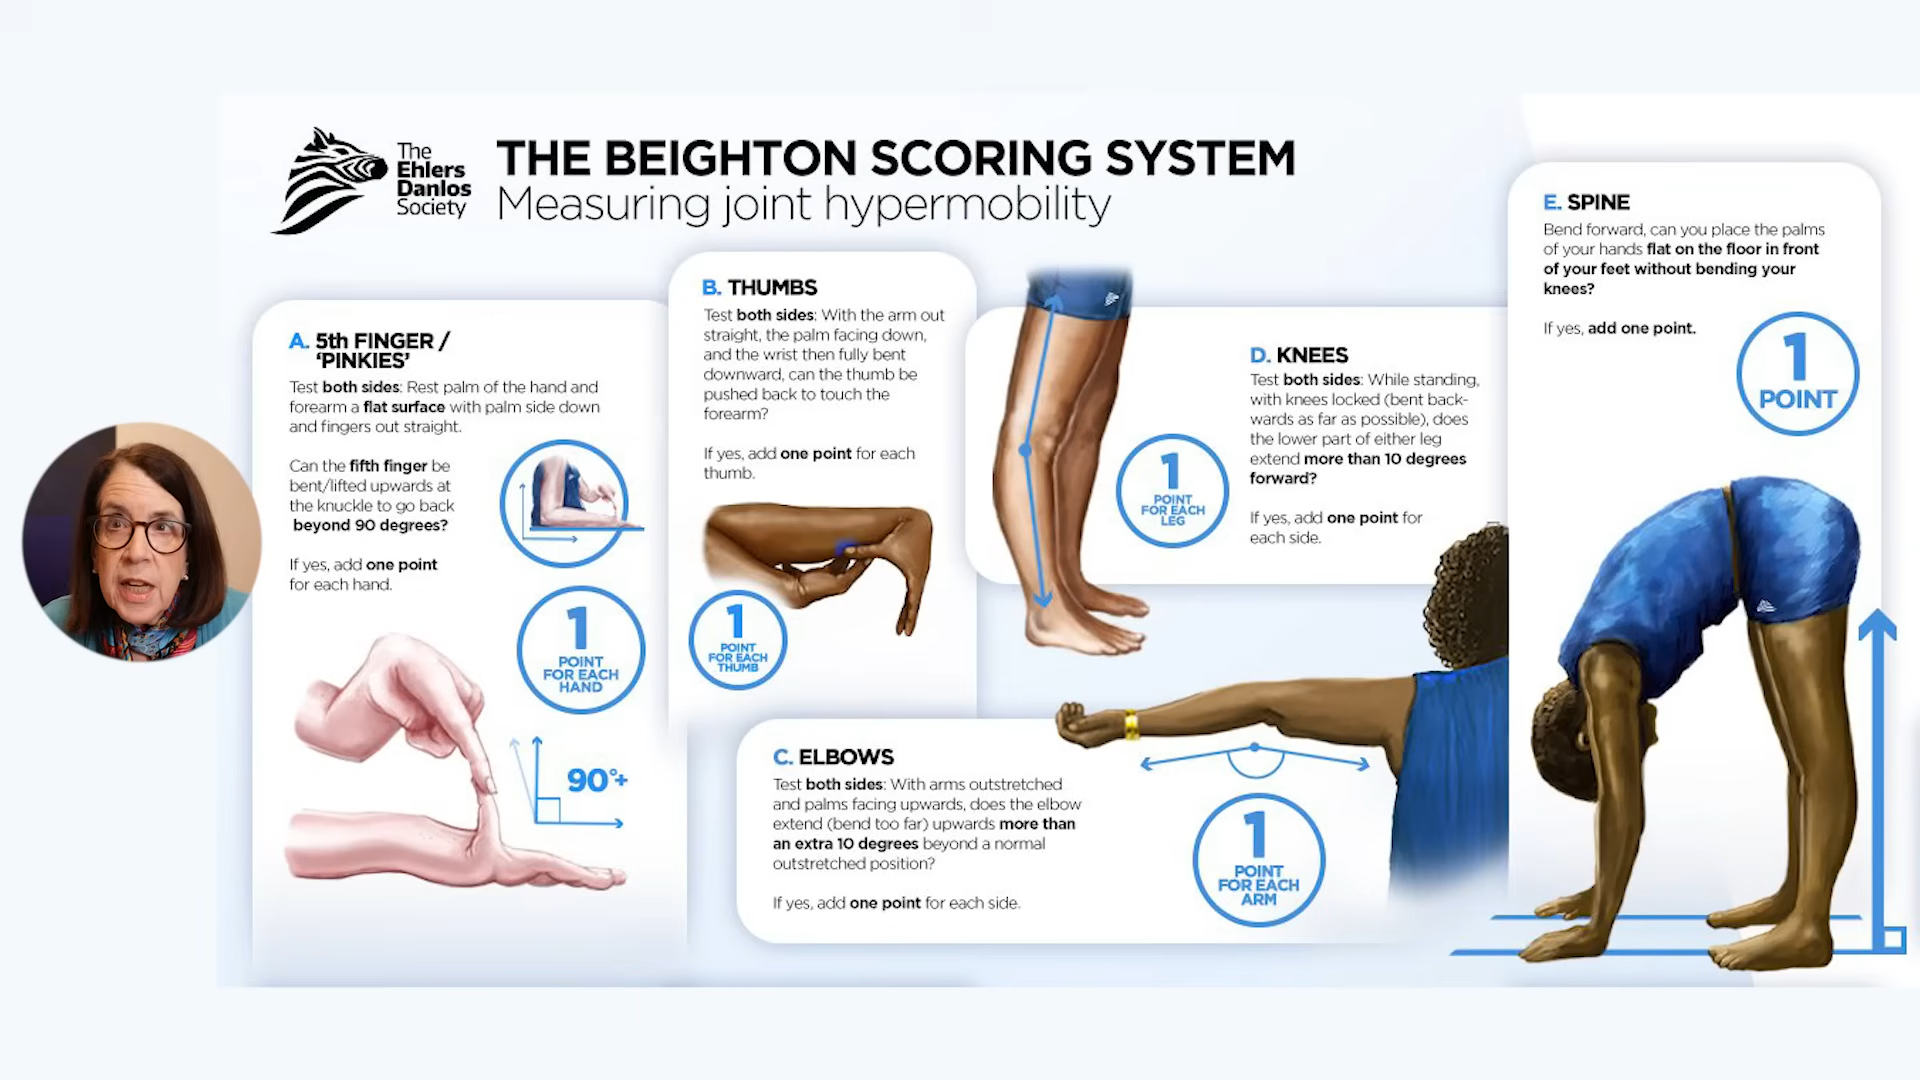 The
Ehlers
Danlos
Society
THE BEIGHTON SCORING SYSTEM
Measuring joint hypermobility
A. 5th FINGER /
‘PINKIES’
Test both sides: Rest palm of the hand and
forearm a flat surface with palm side down
and fingers out straight.
Can the fifth finger be
bent/lifted upwards at
the knuckle to go back
beyond 90 degrees?
If yes, add one point
for each hand.
1
POINT
FOR EACH
HAND
90°+
B. THUMBS
Test both sides: With the arm out
straight, the palm facing down,
and the wrist then fully bent
downward, can the thumb be
pushed back to touch the
forearm?
If yes, add one point for each
thumb.
1
POINT
FOR EACH
THUMB
C. ELBOWS
Test both sides: With arms outstretched
and palms facing upwards, does the elbow
extend (bend too far) upwards more than
an extra 10 degrees beyond a normal
outstretched position?
If yes, add one point for each side.
1
POINT
FOR EACH
ARM
D. KNEES
Test both sides: While standing,
with knees locked (bent back-
wards as far as possible), does
the lower part of either leg
extend more than 10 degrees
forward?
If yes, add one point for
each side.
1
POINT
FOR EACH
LEG
E. SPINE
Bend forward, can you place the palms
of your hands flat on the floor in front
of your feet without bending your
knees?
If yes, add one point.
1
POINT